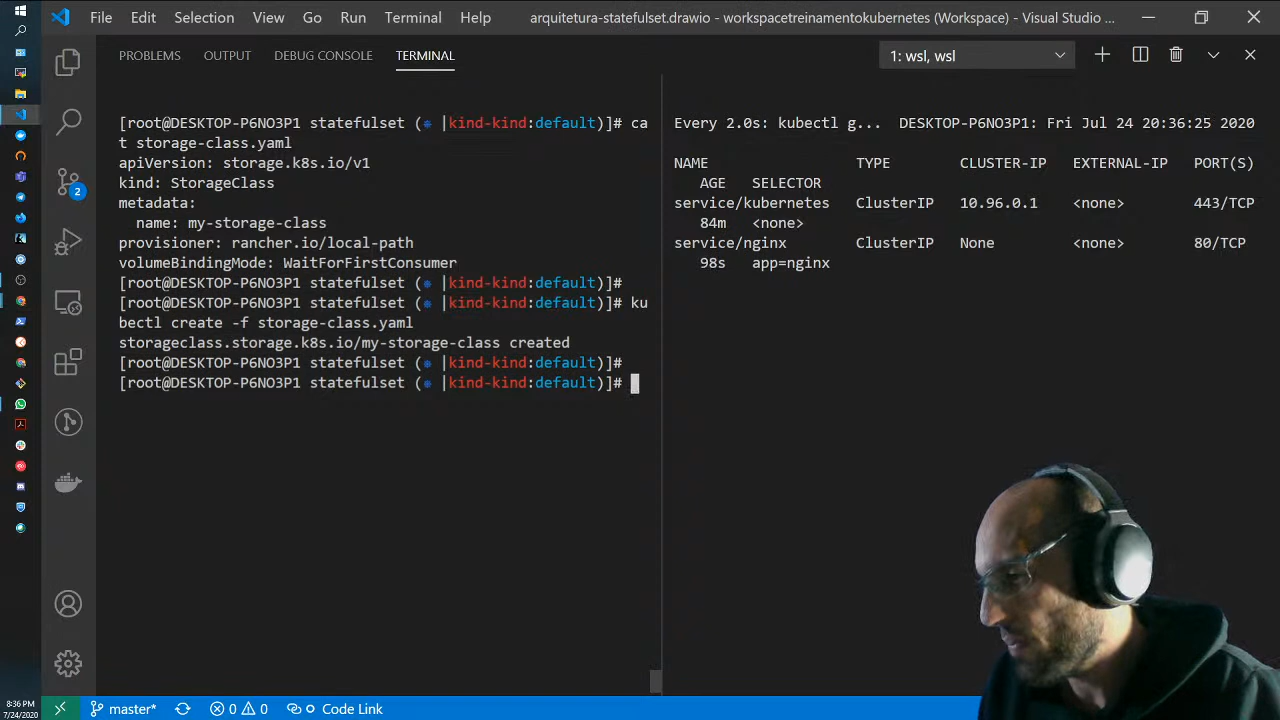 File Edit Selection View Go Run Terminal Help
arquitetura-statefulset.drawio - workspacetreinamentokubernetes (Workspace) - Visual Studio ...
PROBLEMS OUTPUT DEBUG CONSOLE TERMINAL
1: wsl, wsl
[root@DESKTOP-P6NO3P1 statefulset (⎈ |kind-kind:default)]# ca
t storage-class.yaml
apiVersion: storage.k8s.io/v1
kind: StorageClass
metadata:
  name: my-storage-class
provisioner: rancher.io/local-path
volumeBindingMode: WaitForFirstConsumer
[root@DESKTOP-P6NO3P1 statefulset (⎈ |kind-kind:default)]#
[root@DESKTOP-P6NO3P1 statefulset (⎈ |kind-kind:default)]# ku
bectl create -f storage-class.yaml
storageclass.storage.k8s.io/my-storage-class created
[root@DESKTOP-P6NO3P1 statefulset (⎈ |kind-kind:default)]#
[root@DESKTOP-P6NO3P1 statefulset (⎈ |kind-kind:default)]#
Every 2.0s: kubectl g... DESKTOP-P6NO3P1: Fri Jul 24 20:36:25 2020
NAME TYPE CLUSTER-IP EXTERNAL-IP PORT(S)
AGE SELECTOR
service/kubernetes ClusterIP 10.96.0.1 <none> 443/TCP
84m <none>
service/nginx ClusterIP None <none> 80/TCP
98s app=nginx
2
8:36 PM
7/24/2020
master* 0 0 Code Link